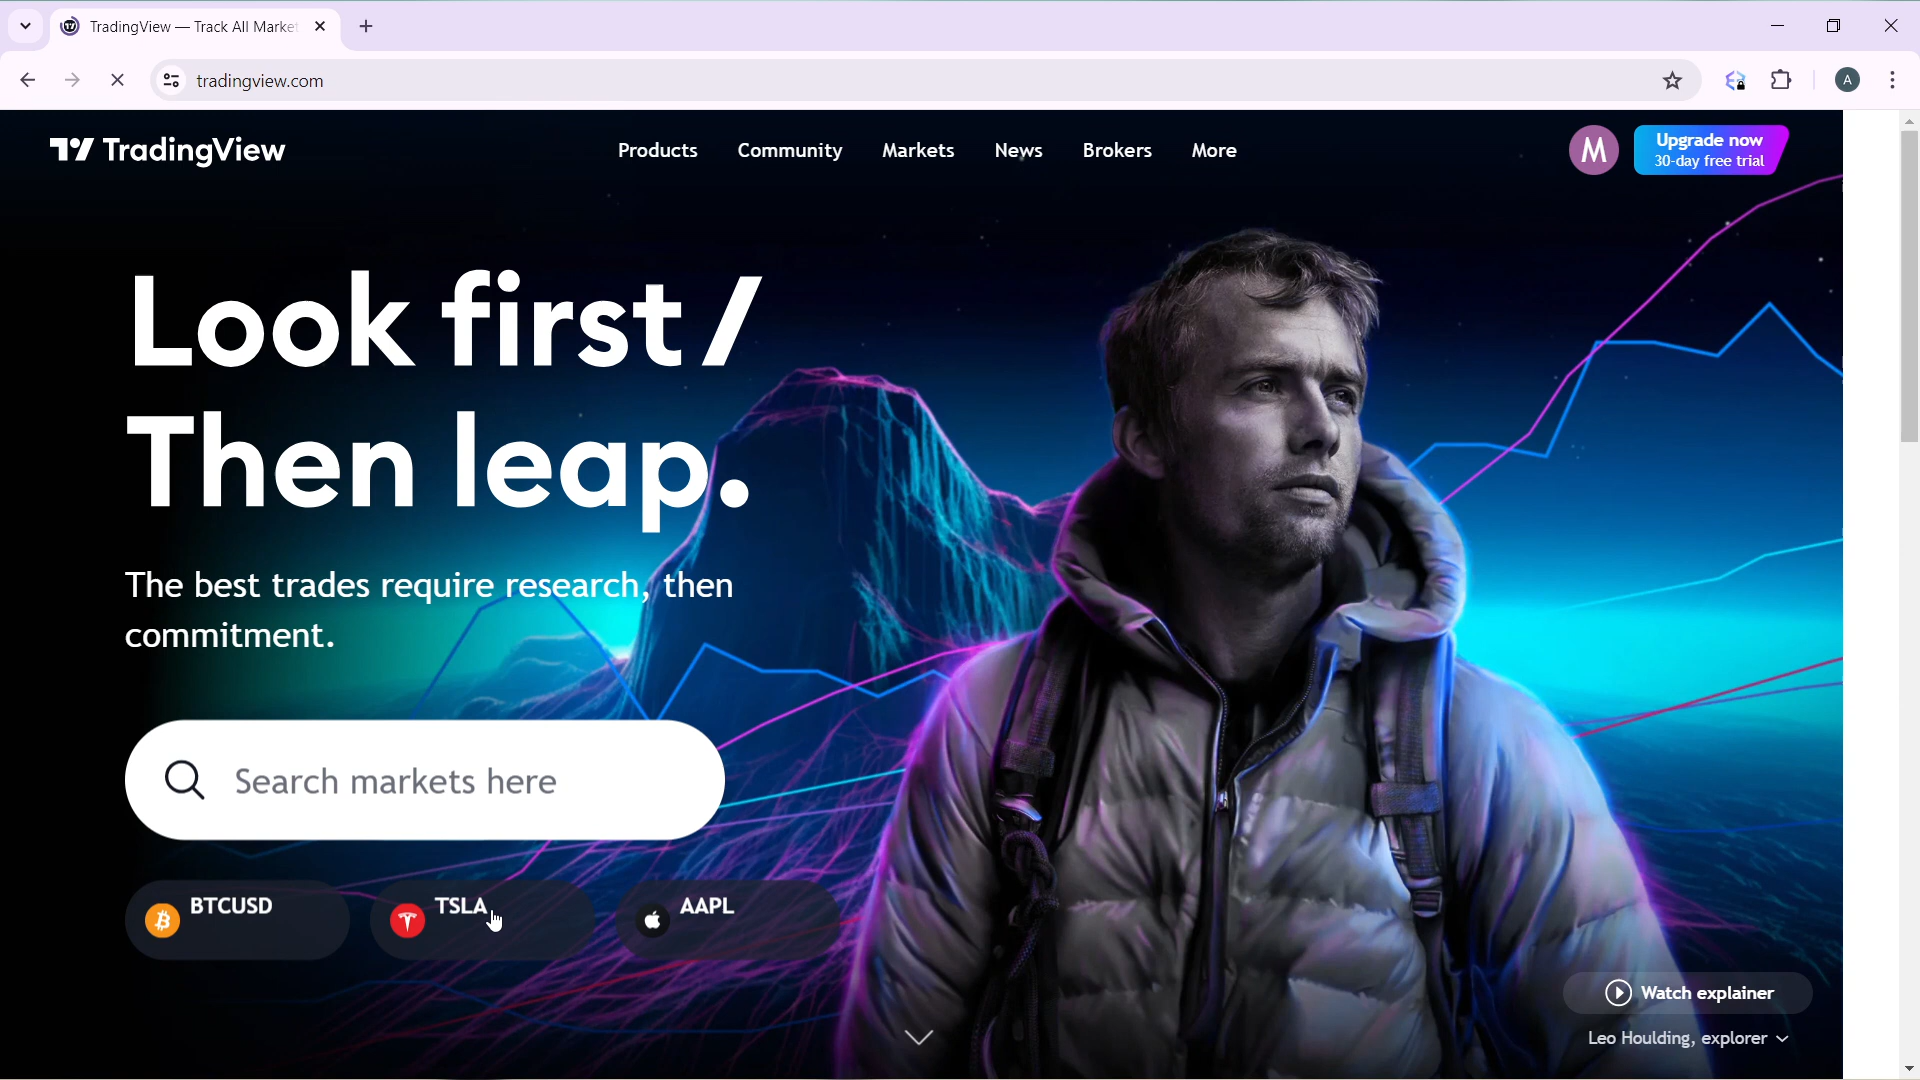 TradingView — Track All Market
tradingview.com
A
TradingView
Products
Community
Markets
News
Brokers
More
M
Upgrade now
30-day free trial
Look first /
Then leap.
The best trades require research, then
commitment.
Search markets here
BTCUSD
TSLA
AAPL
Watch explainer
Leo Houlding, explorer